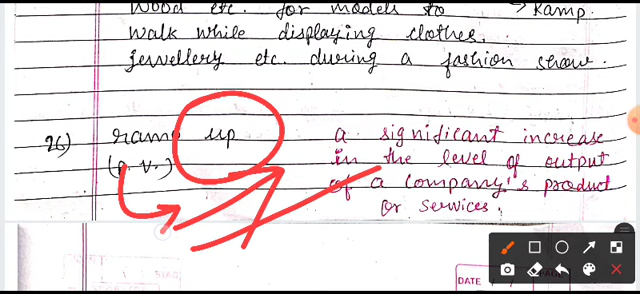 wood etc. for models to → Ramp.
walk while displaying clothes,
jewellery etc. during a fashion show.
26) ramp up a significant increase
(p. v.) in the level of output
of a company's product
or services.
DATE